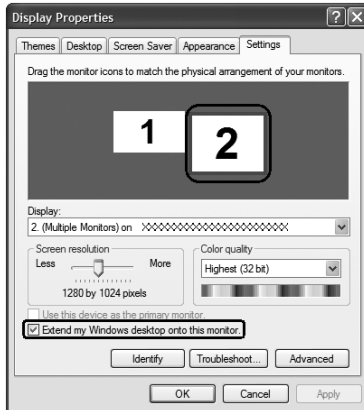 Display Properties
Themes Desktop Screen Saver Appearance Settings
Drag the monitor icons to match the physical arrangement of your monitors.
1 2
Display:
2. (Multiple Monitors) on XXXXXXXXXXXXXXXXXXXXXX
Screen resolution Color quality
Less More Highest (32 bit)
1280 by 1024 pixels
Use this device as the primary monitor.
Extend my Windows desktop onto this monitor.
Identify Troubleshoot... Advanced
OK Cancel Apply